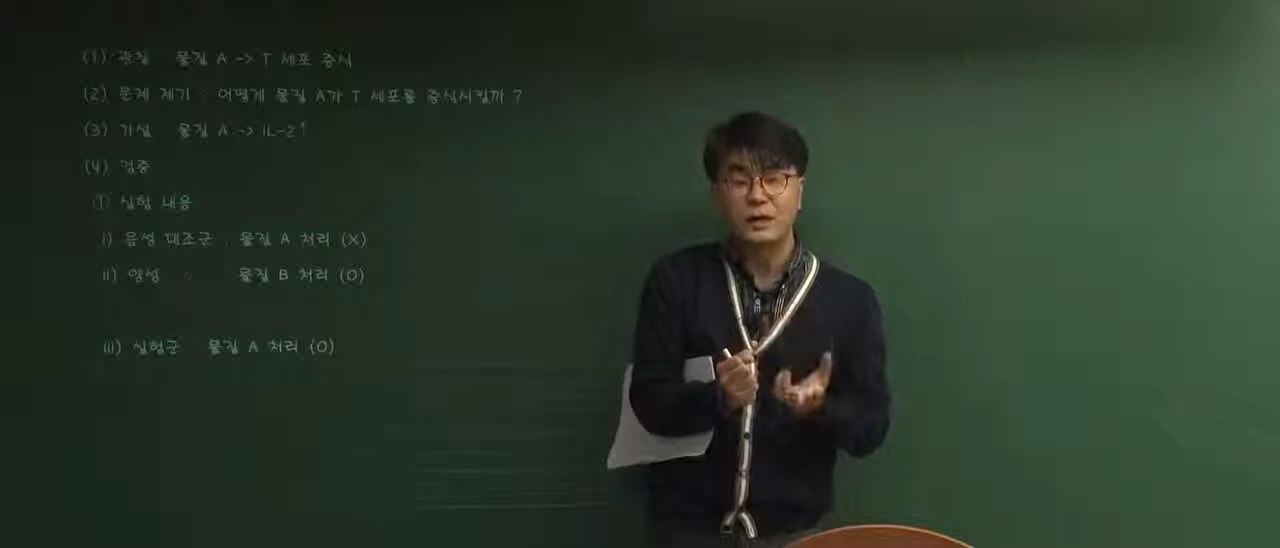 (1) 관찰 물질 A -> T 세포 증식
(2) 문제 제기 : 어떻게 물질 A가 T 세포를 증식시킬까 ?
(3) 가설 물질 A -> IL-2↑
(4) 검증
① 실험 내용
i) 음성 대조군 : 물질 A 처리 (X)
ii) 양성 〃 물질 B 처리 (O)
iii) 실험군 물질 A 처리 (O)